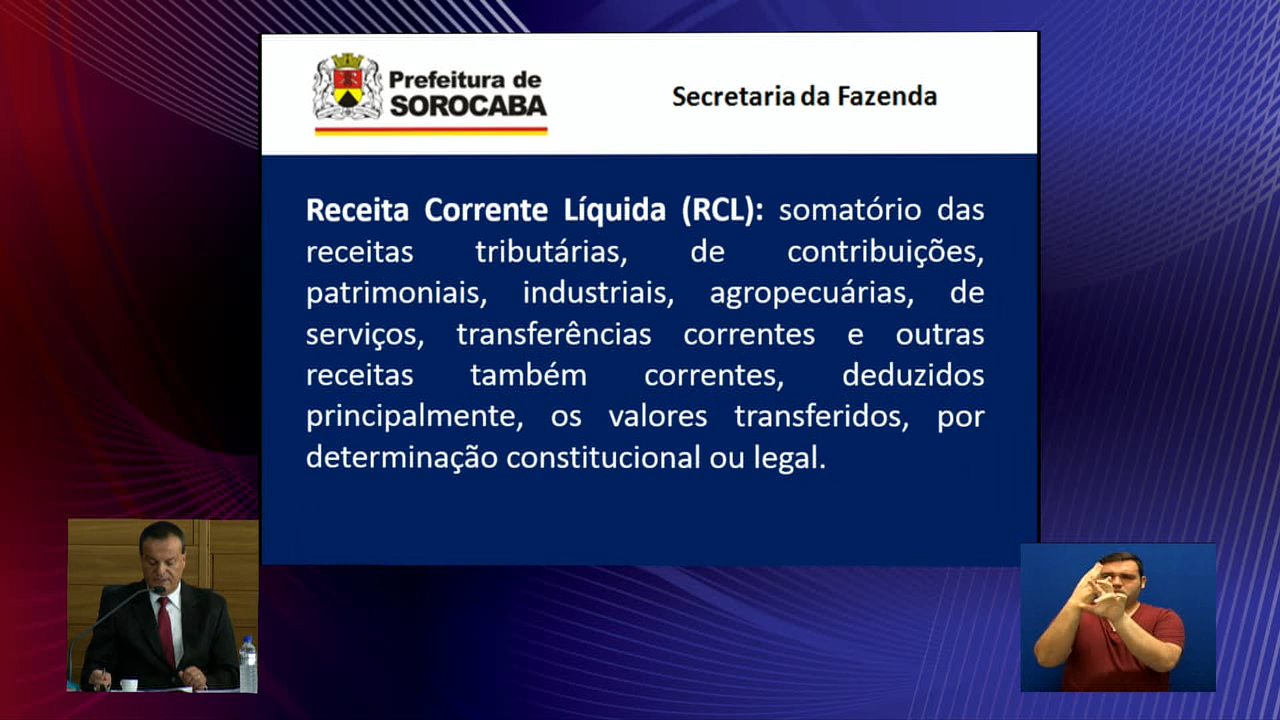 Prefeitura de
SOROCABA
Secretaria da Fazenda
Receita Corrente Líquida (RCL): somatório das
receitas tributárias, de contribuições,
patrimoniais, industriais, agropecuárias, de
serviços, transferências correntes e outras
receitas também correntes, deduzidos
principalmente, os valores transferidos, por
determinação constitucional ou legal.